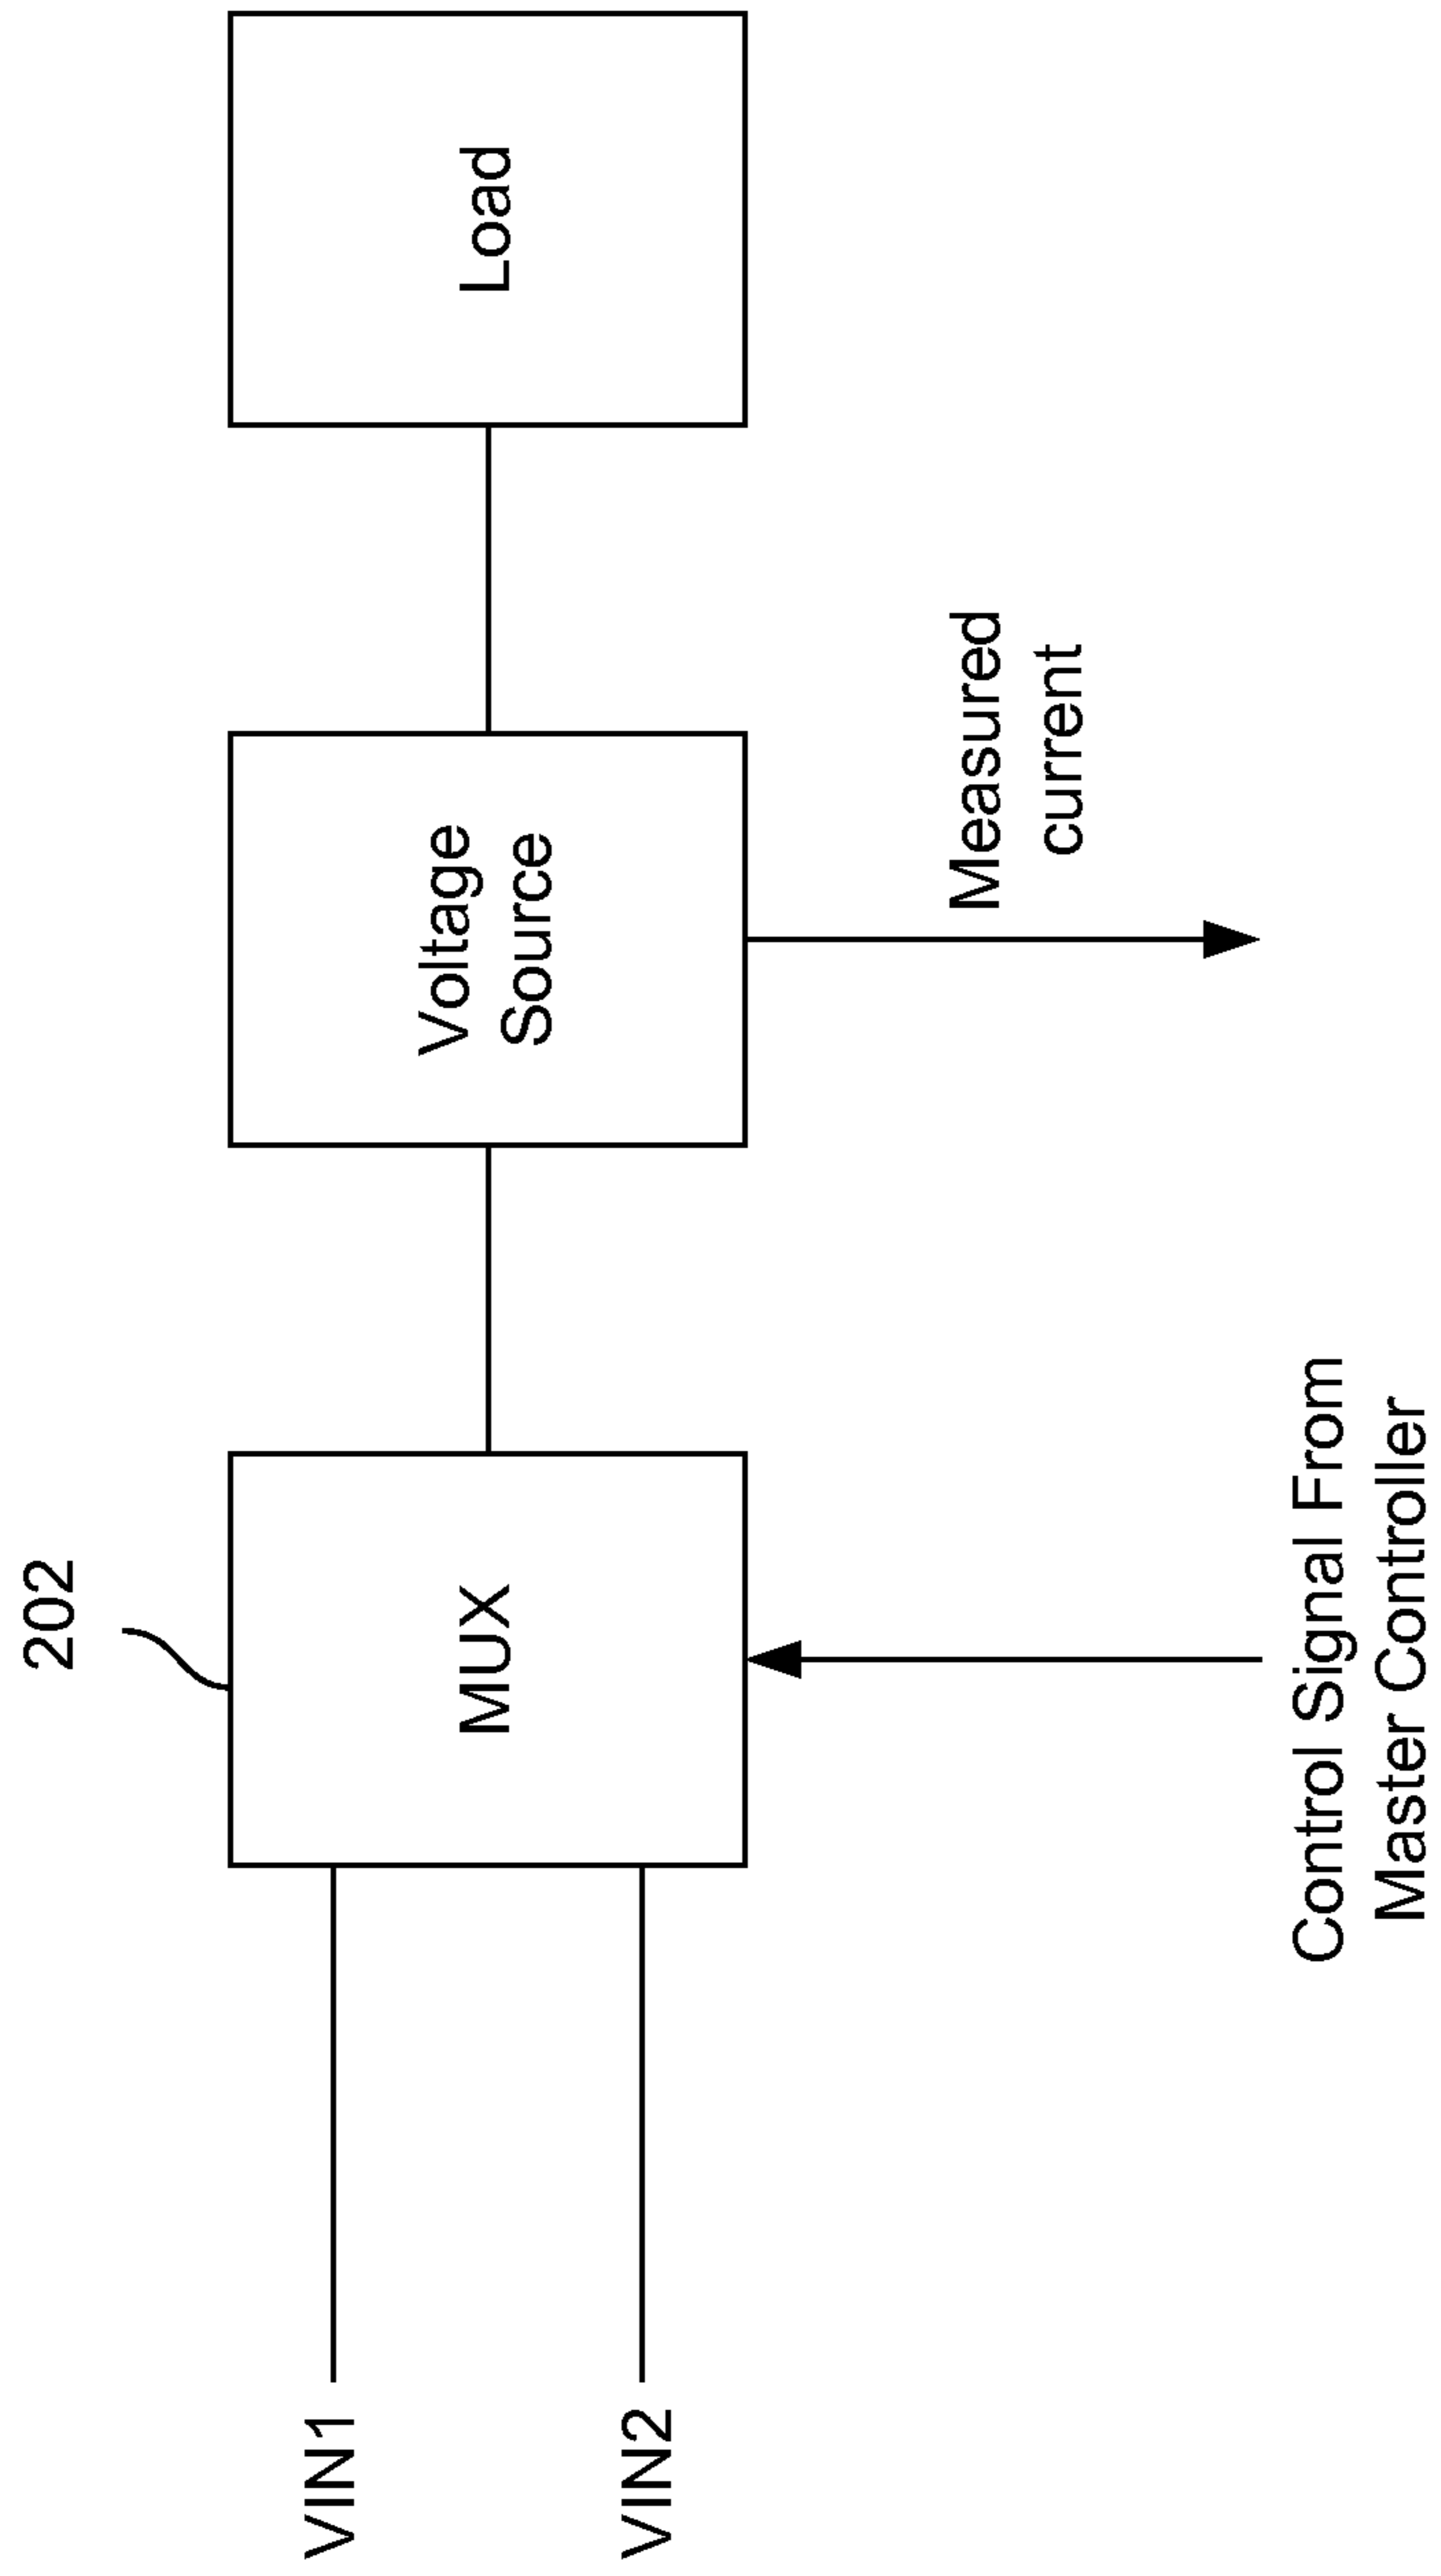 202
VIN1
VIN2
MUX
Voltage
Source
Load
Measured
current
Control Signal From
Master Controller